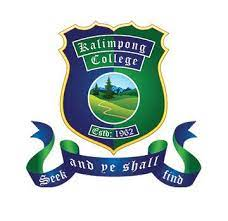 Kalimpong
College
Estd: 1962
Seek and ye shall find